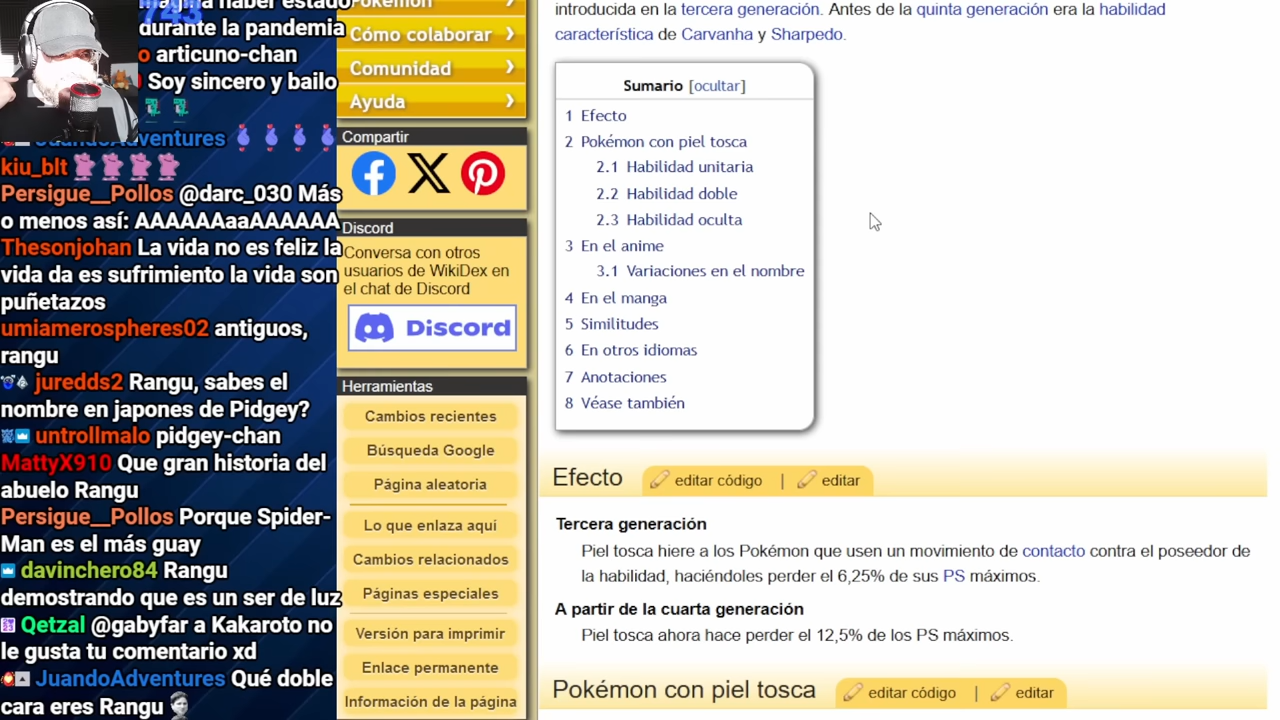 magina haber estado
durante la pandemia
articuno-chan
Soy sincero y bailo
JuandoAdventures
kiu_blt
Persigue__Pollos @darc_030 Más
o menos así: AAAAAAaaAAAAAA
Thesonjohan La vida no es feliz la
vida da es sufrimiento la vida son
puñetazos
umiamerospheres02 antiguos,
rangu
juredds2 Rangu, sabes el
nombre en japones de Pidgey?
untrollmalo pidgey-chan
MattyX910 Que gran historia del
abuelo Rangu
Persigue__Pollos Porque Spider-
Man es el más guay
davinchero84 Rangu
demostrando que es un ser de luz
Qetzal @gabyfar a Kakaroto no
le gusta tu comentario xd
JuandoAdventures Qué doble
cara eres Rangu
Pokémon
Cómo colaborar
Comunidad
Ayuda
Compartir
Discord
Conversa con otros
usuarios de WikiDex en
el chat de Discord
Discord
Herramientas
Cambios recientes
Búsqueda Google
Página aleatoria
Lo que enlaza aquí
Cambios relacionados
Páginas especiales
Versión para imprimir
Enlace permanente
Información de la página
introducida en la tercera generación. Antes de la quinta generación era la habilidad
característica de Carvanha y Sharpedo.
Sumario [ocultar]
1 Efecto
2 Pokémon con piel tosca
2.1 Habilidad unitaria
2.2 Habilidad doble
2.3 Habilidad oculta
3 En el anime
3.1 Variaciones en el nombre
4 En el manga
5 Similitudes
6 En otros idiomas
7 Anotaciones
8 Véase también
Efecto editar código | editar
Tercera generación
Piel tosca hiere a los Pokémon que usen un movimiento de contacto contra el poseedor de
la habilidad, haciéndoles perder el 6,25% de sus PS máximos.
A partir de la cuarta generación
Piel tosca ahora hace perder el 12,5% de los PS máximos.
Pokémon con piel tosca editar código | editar